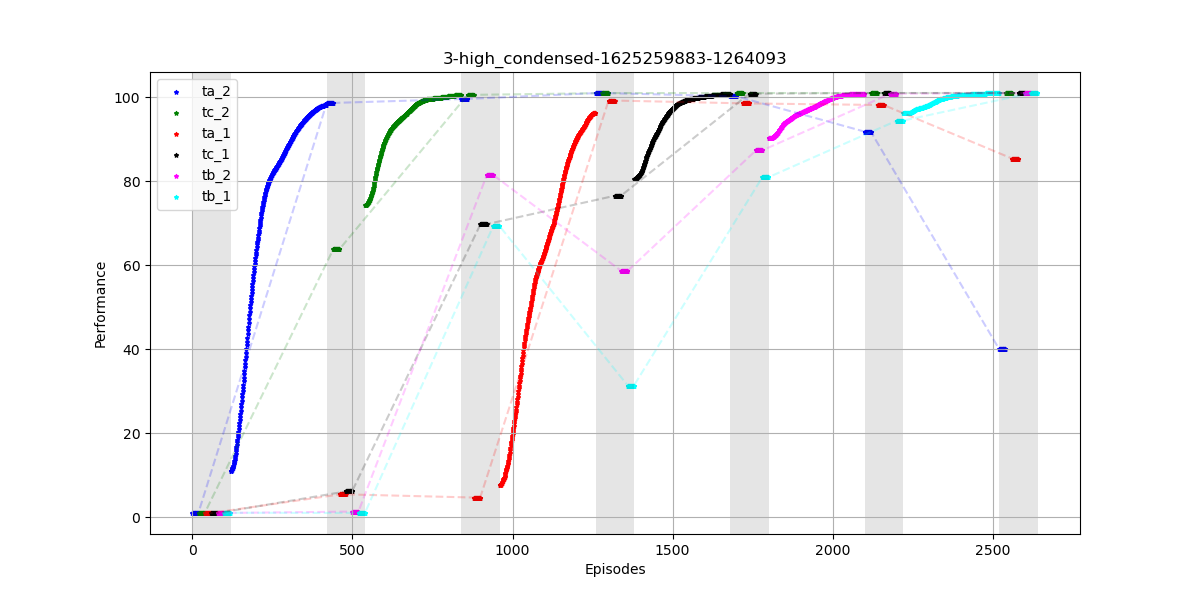 3-high_condensed-1625259883-1264093
ta_2
tc_2
ta_1
tc_1
tb_2
tb_1
100
80
60
40
20
0
Performance
0 500 1000 1500 2000 2500
Episodes